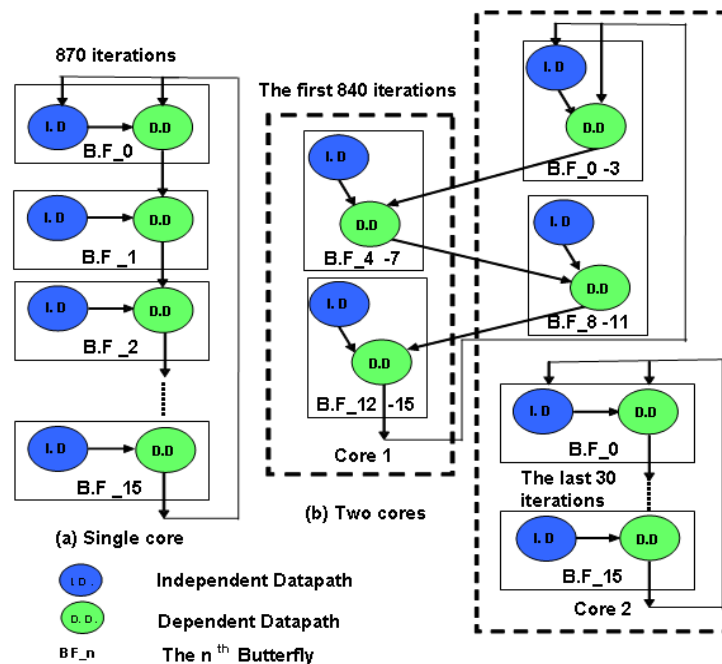 870 iterations
I. D
D.D
B.F_0
I. D
D.D
B.F _1
I. D
D.D
B.F _2
I. D
D.D
B.F _15
(a) Single core
The first 840 iterations
I. D
D.D
B.F_0 -3
I. D
D.D
B.F_4 -7
I. D
D.D
B.F_8 -11
I. D
D.D
B.F_12 -15
Core 1
(b) Two cores
I. D
D.D
B.F_0
The last 30
iterations
I. D
D.D
B.F_15
Core 2
I. D .
Independent Datapath
D. D .
Dependent Datapath
BF_n
The n th Butterfly